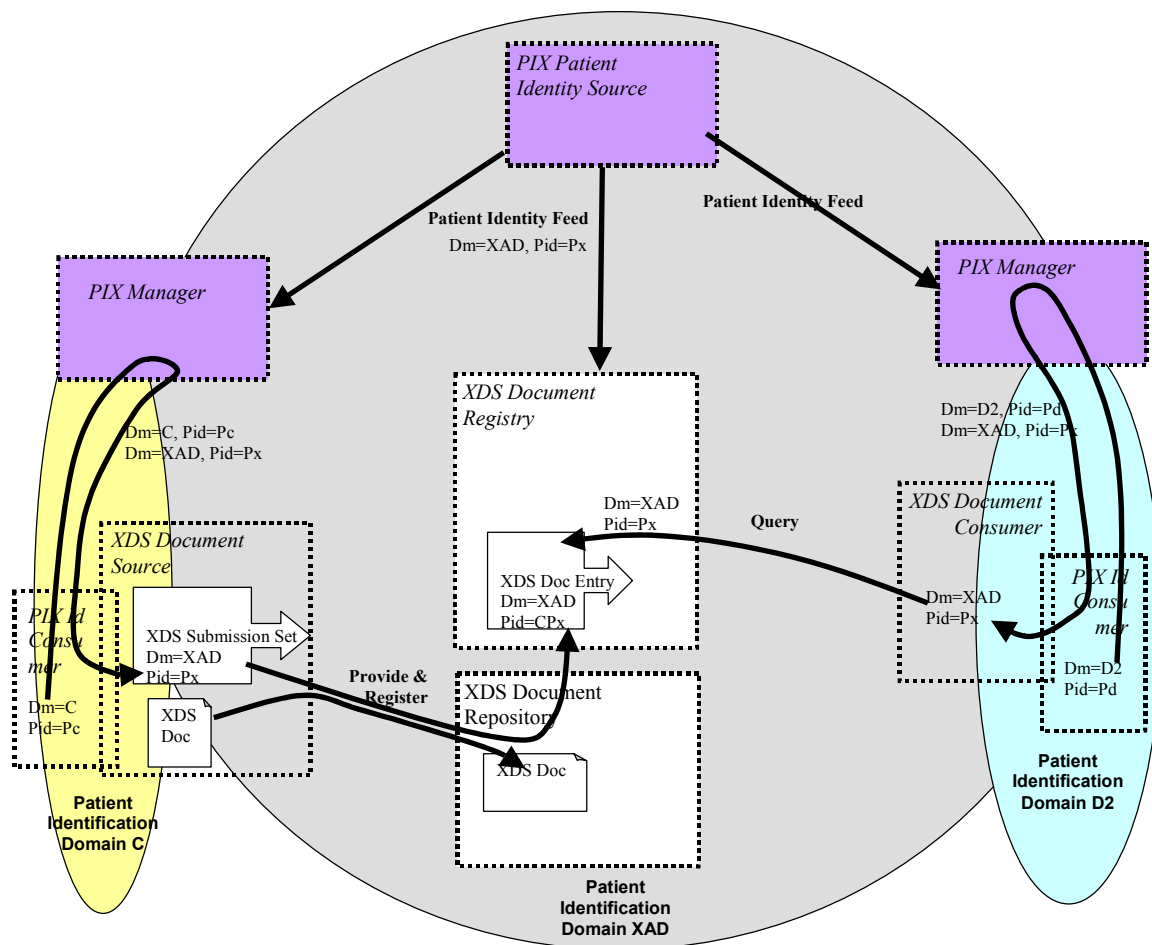 PIX Patient
Identity Source
Patient Identity Feed
Dm=XAD, Pid=Px
Patient Identity Feed
PIX Manager
PIX Manager
Dm=C, Pid=Pc
Dm=XAD, Pid=Px
XDS Document
Registry
Dm=D2, Pid=Pd
Dm=XAD, Pid=Px
XDS Document
Source
Dm=XAD
Pid=Px
Query
XDS Document
Consumer
XDS Doc Entry
Dm=XAD
Pid=CPx
PIX Id
Consu
mer
XDS Submission Set
Dm=XAD
Pid=Px
Dm=XAD
Pid=Px
PIX Id
Consu
mer
Dm=D2
Pid=Pd
Provide &
Register
XDS Document
Repository
Dm=C
Pid=Pc
XDS
Doc
XDS Doc
Patient
Identification
Domain C
Patient
Identification
Domain D2
Patient
Identification
Domain XAD